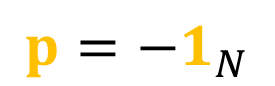 p = −1_N